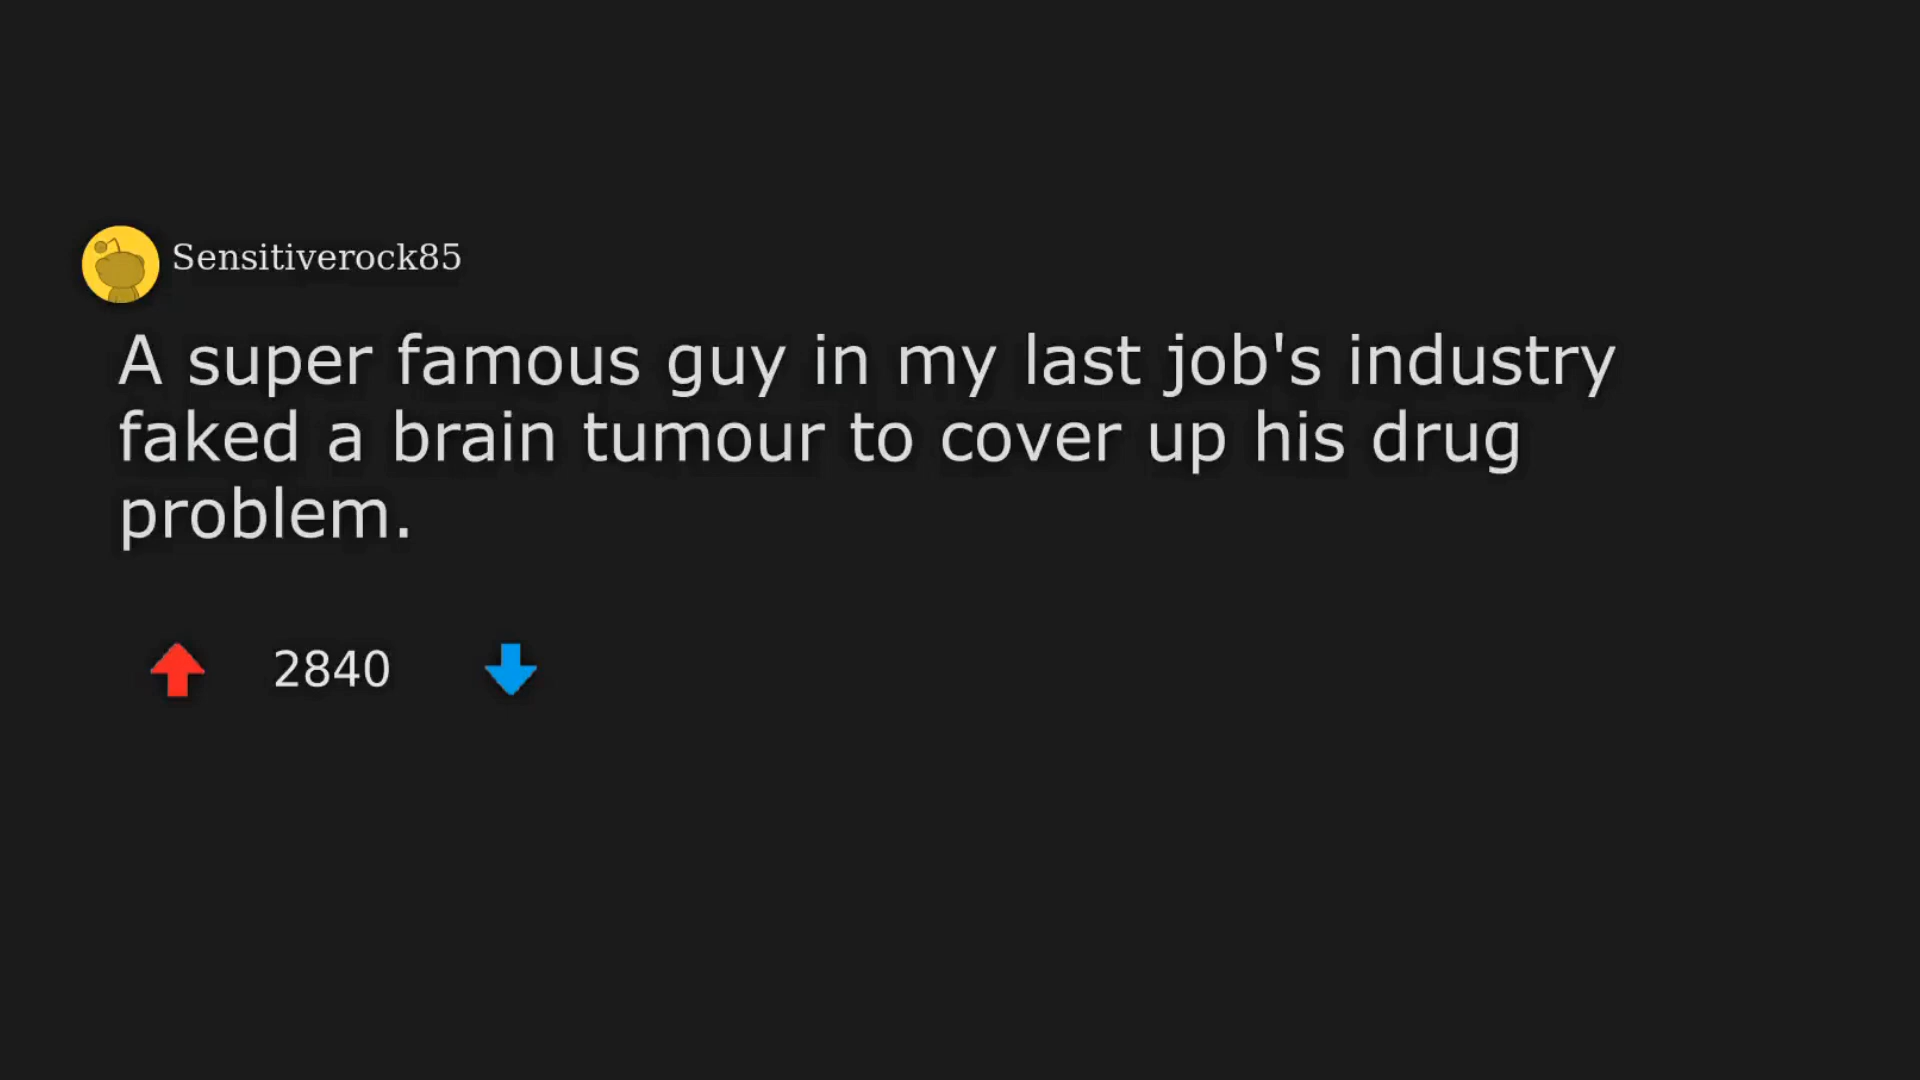 Sensitiverock85
A super famous guy in my last job's industry
faked a brain tumour to cover up his drug
problem.
2840